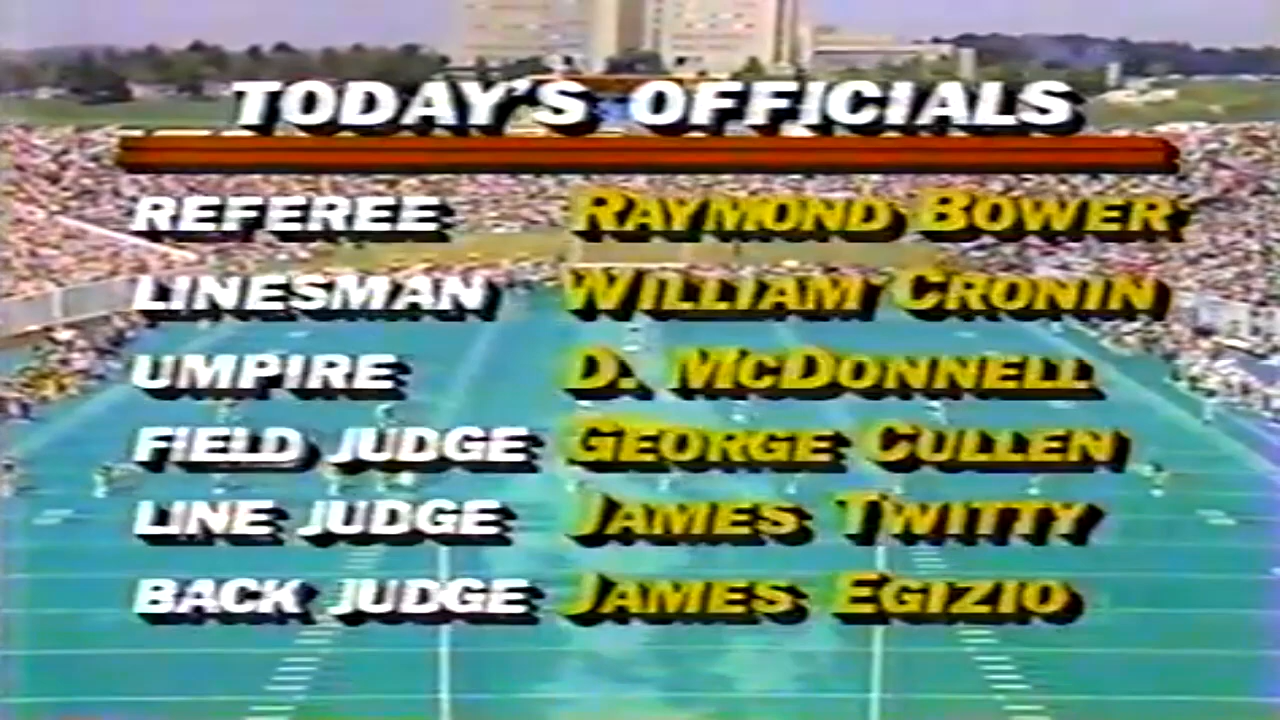 TODAY'S OFFICIALS
REFEREE RAYMOND BOWER
LINESMAN WILLIAM CRONIN
UMPIRE D. MCDONNELL
FIELD JUDGE GEORGE CULLEN
LINE JUDGE JAMES TWITTY
BACK JUDGE JAMES EGIZIO